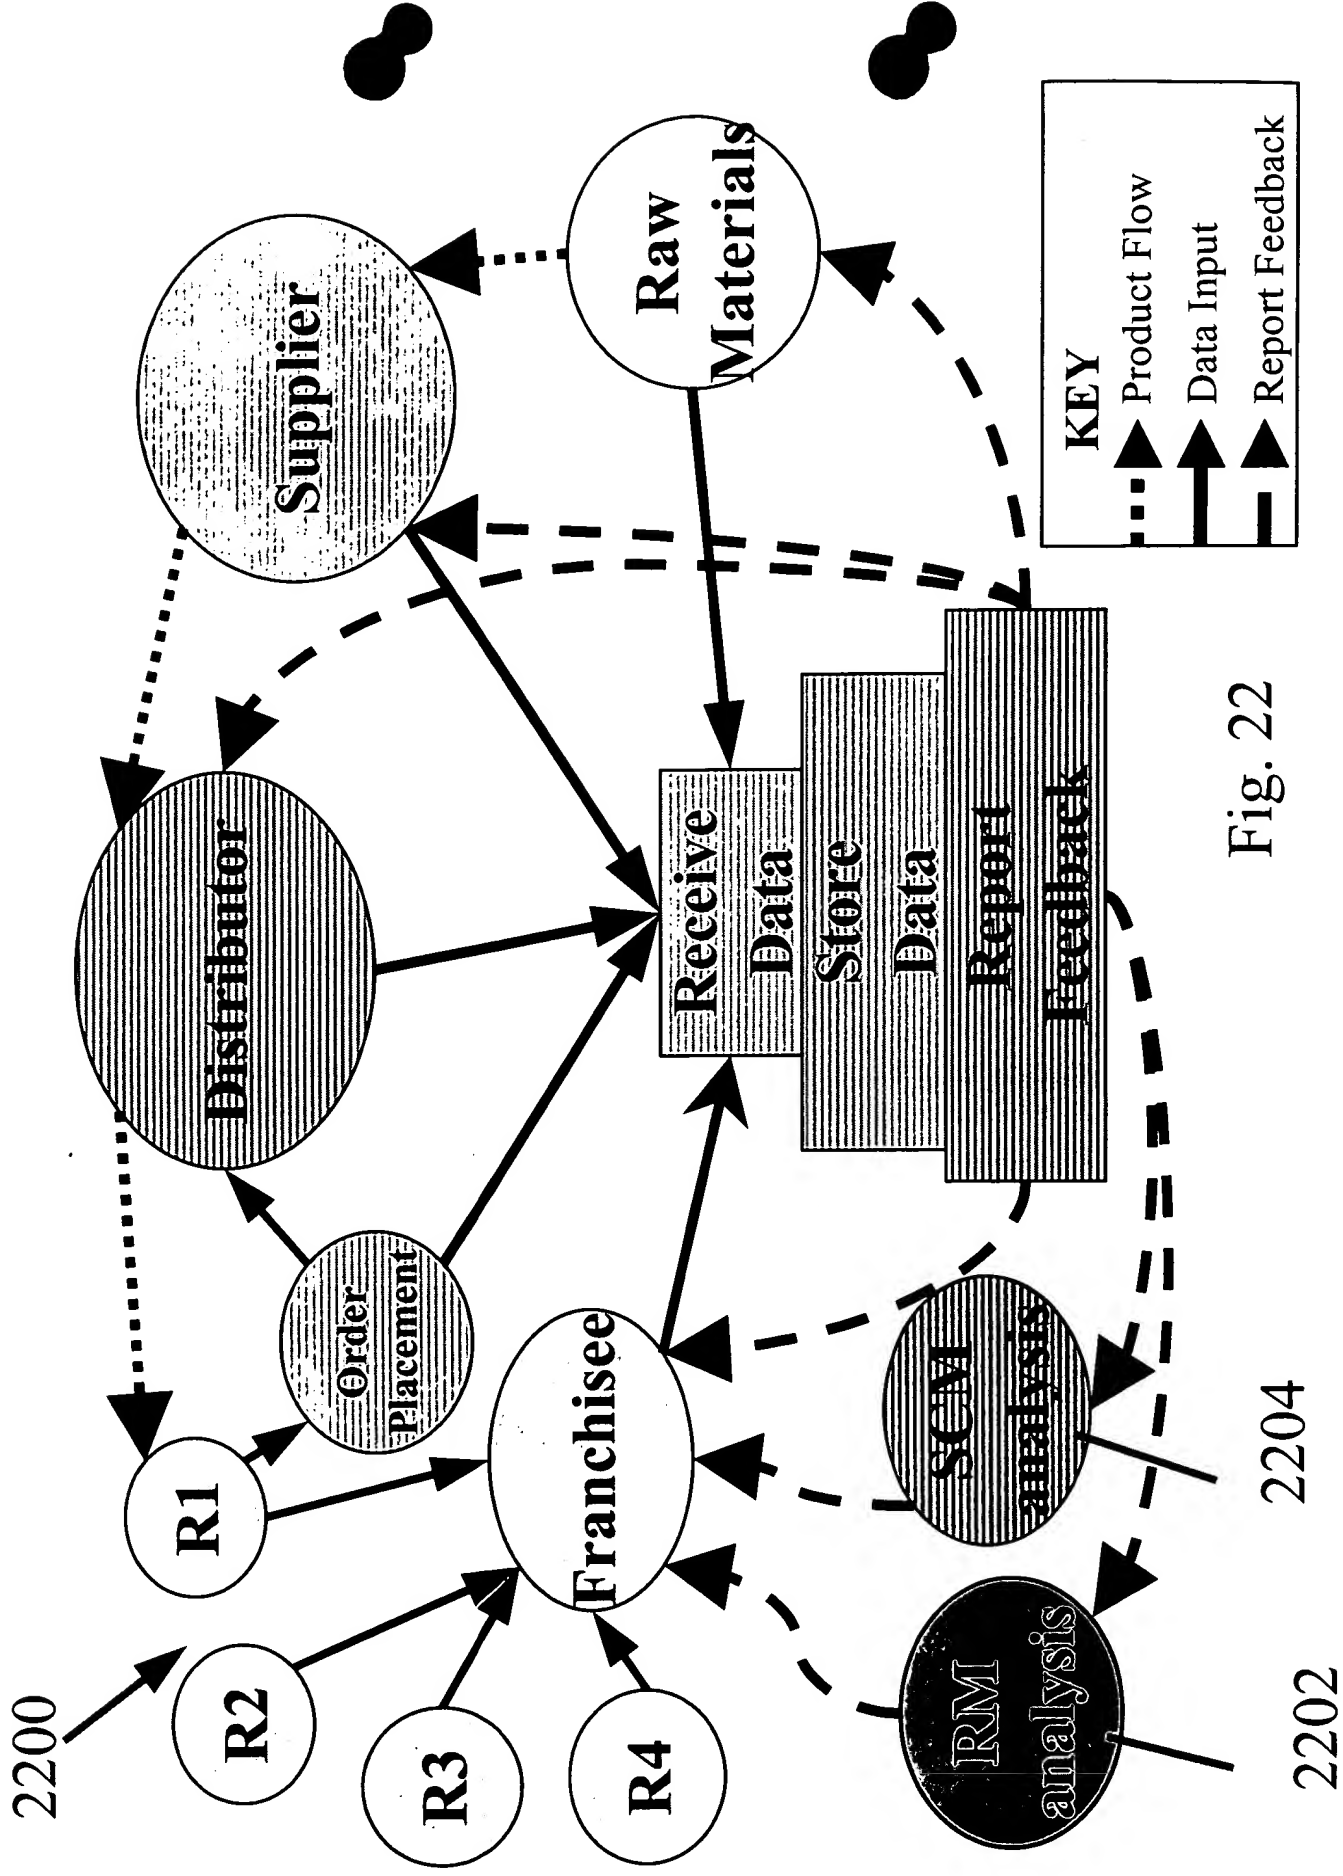 2200
R1
R2
R3
R4
Order
Placement
Distributor
Supplier
Franchisee
Raw
Materials
Receive
Data
Store
Data
Report
Feedback
RM
analysis
SCM
analysis
2202
2204
Fig. 22
KEY
Product Flow
Data Input
Report Feedback